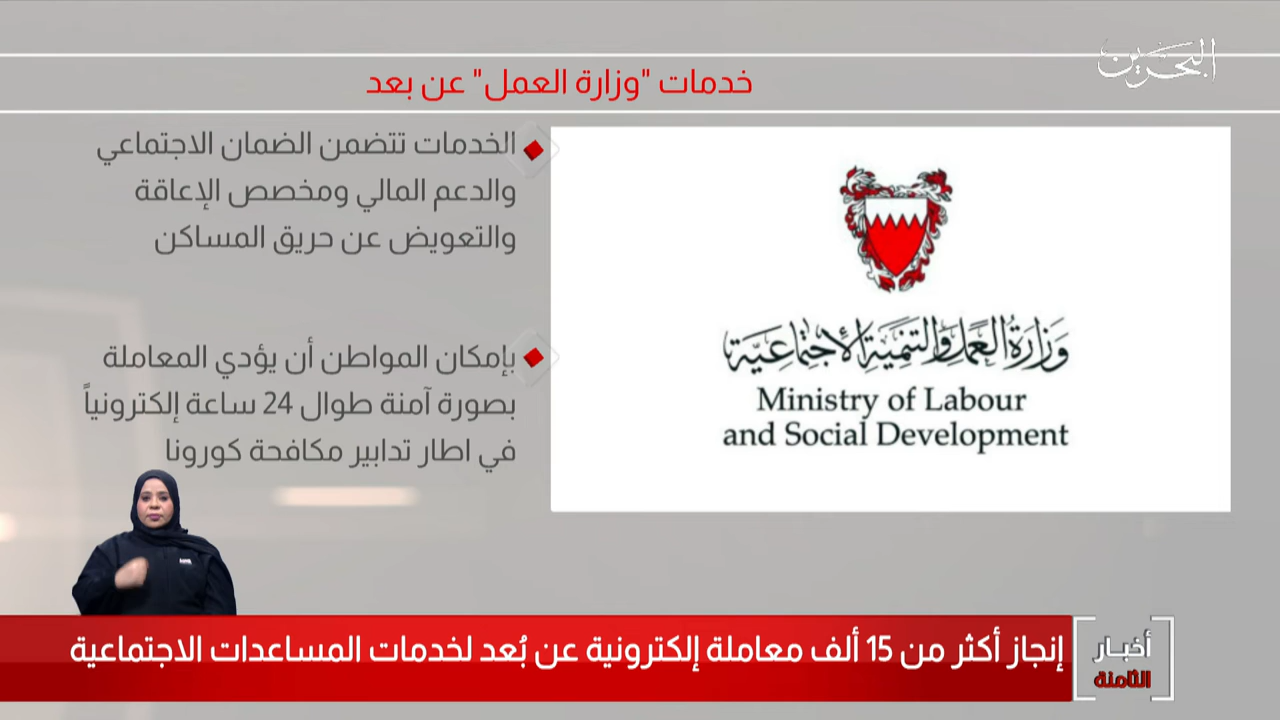 البحرين
خدمات "وزارة العمل" عن بعد
الخدمات تتضمن الضمان الاجتماعي
والدعم المالي ومخصص الإعاقة
والتعويض عن حريق المساكن
بإمكان المواطن أن يؤدي المعاملة
بصورة آمنة طوال 24 ساعة إلكترونياً
في اطار تدابير مكافحة كورونا
وزارة العمل والتنمية الاجتماعية
Ministry of Labour
and Social Development
إنجاز أكثر من 15 ألف معاملة إلكترونية عن بُعد لخدمات المساعدات الاجتماعية
أخبار
الثامنة